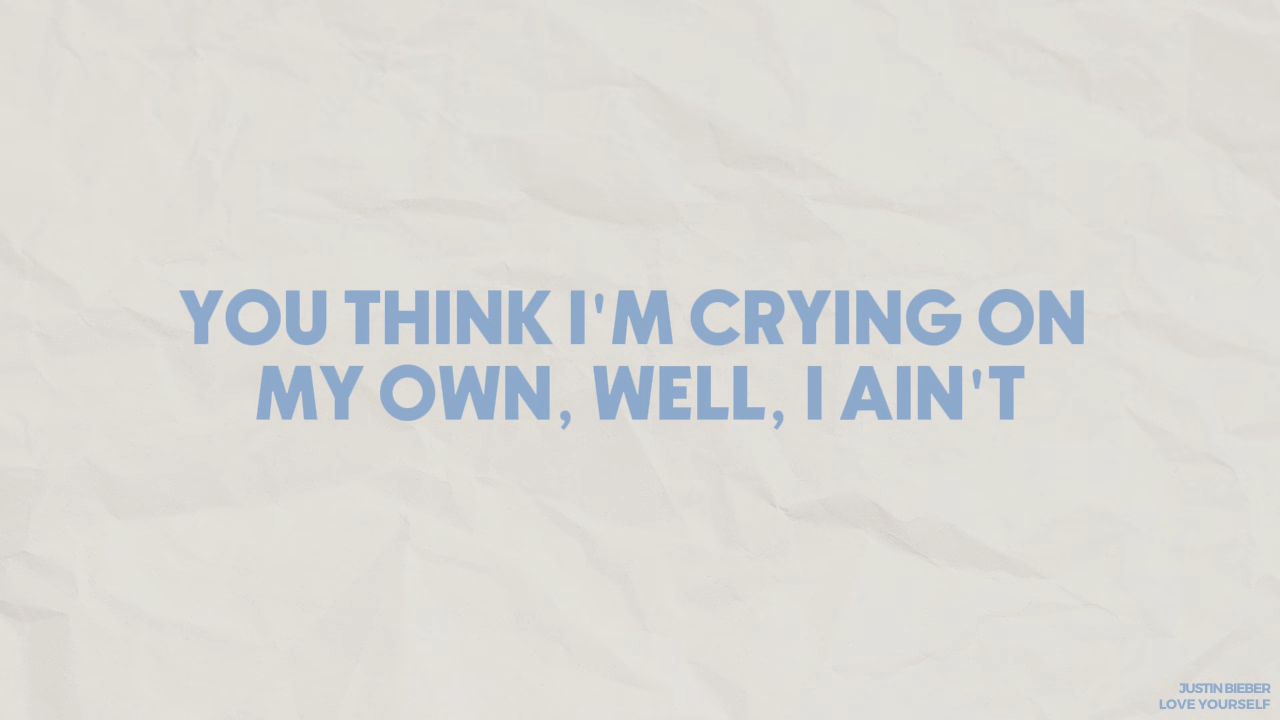 YOU THINK I'M CRYING ON
MY OWN, WELL, I AIN'T
JUSTIN BIEBER
LOVE YOURSELF